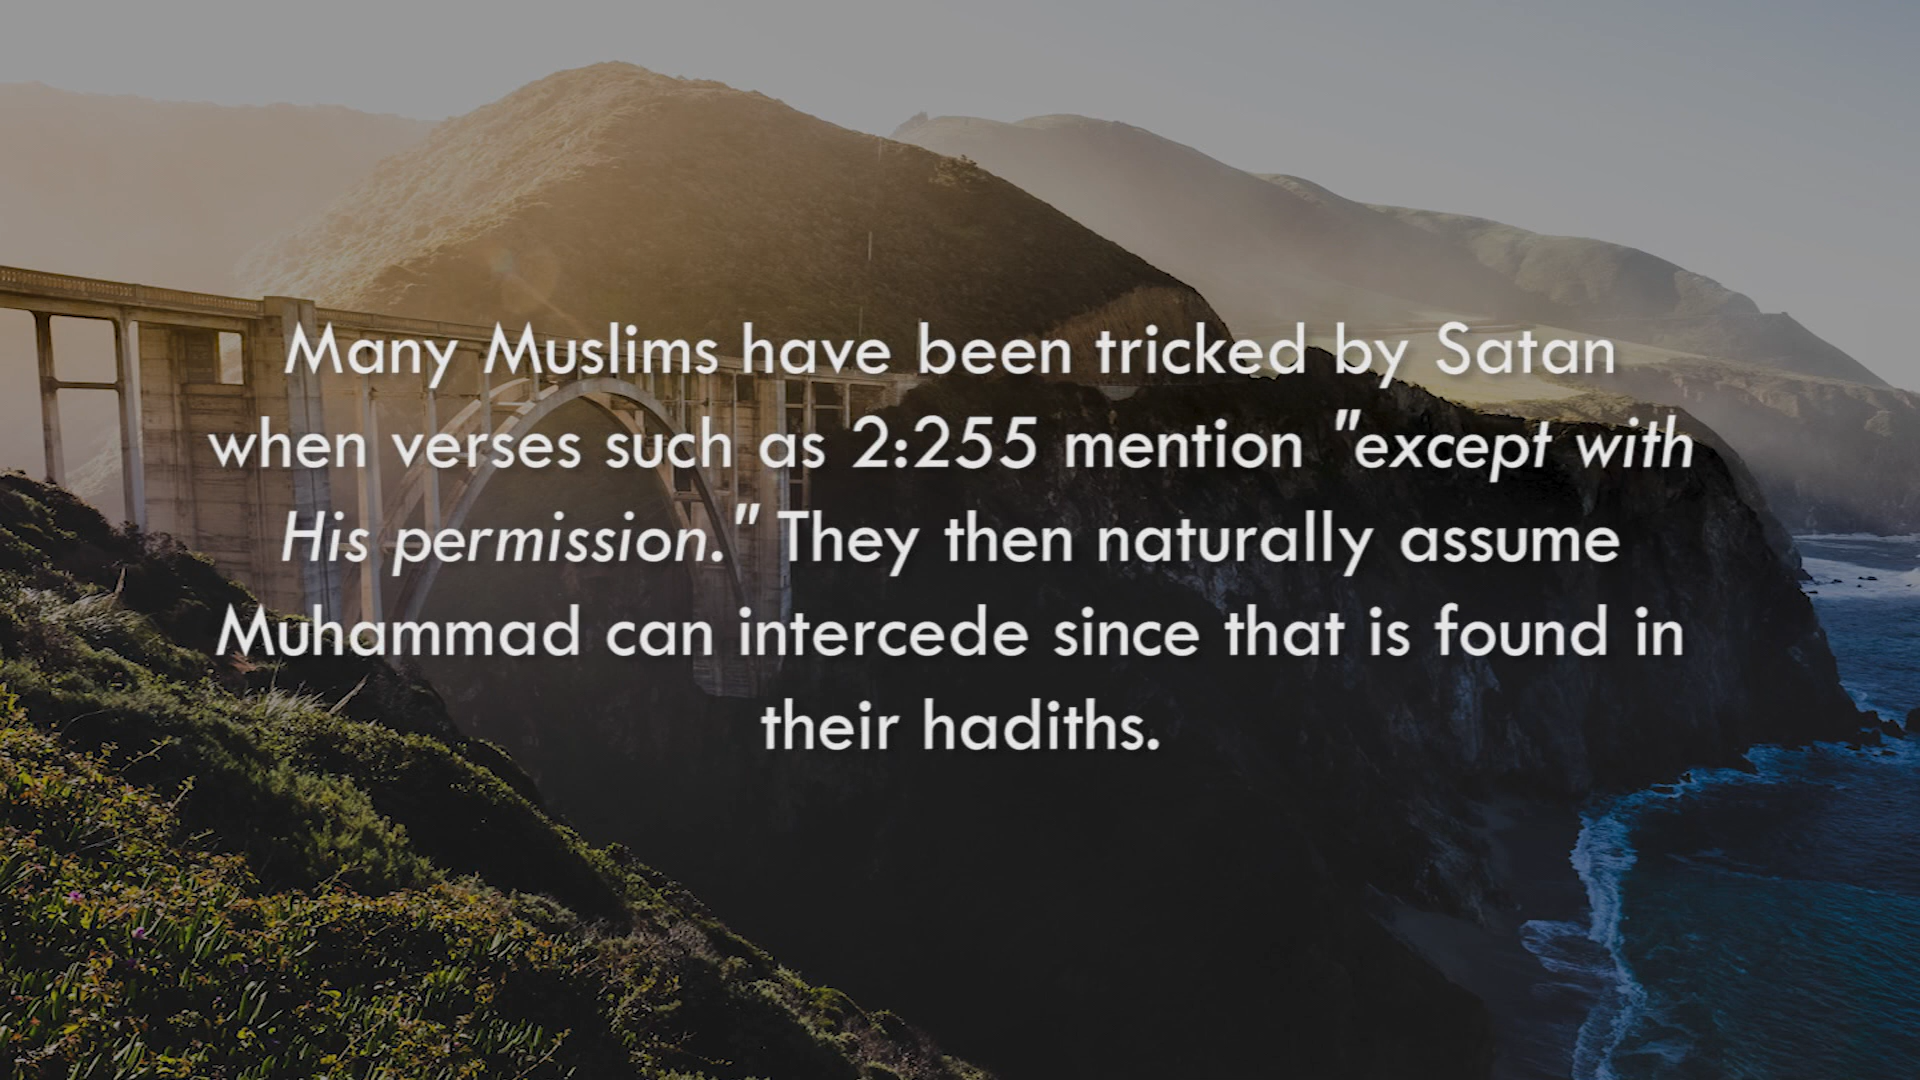 Many Muslims have been tricked by Satan
when verses such as 2:255 mention "except with
His permission." They then naturally assume
Muhammad can intercede since that is found in
their hadiths.